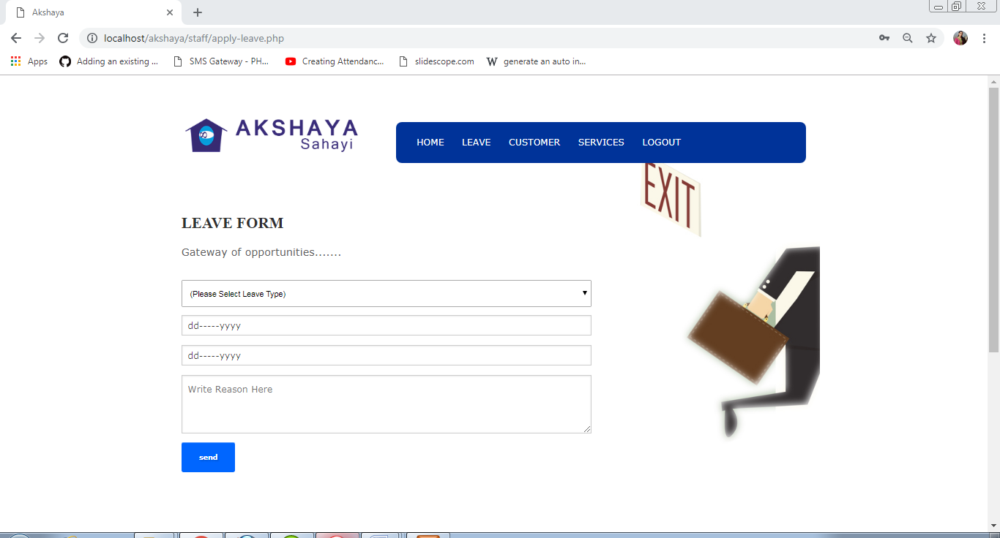 Akshaya
localhost/akshaya/staff/apply-leave.php
Apps Adding an existing ... SMS Gateway - PH... Creating Attendanc... slidescope.com generate an auto in...
AKSHAYA
Sahayi
HOME LEAVE CUSTOMER SERVICES LOGOUT
EXIT
LEAVE FORM
Gateway of opportunities.......
(Please Select Leave Type)
dd-----yyyy
dd-----yyyy
Write Reason Here
send